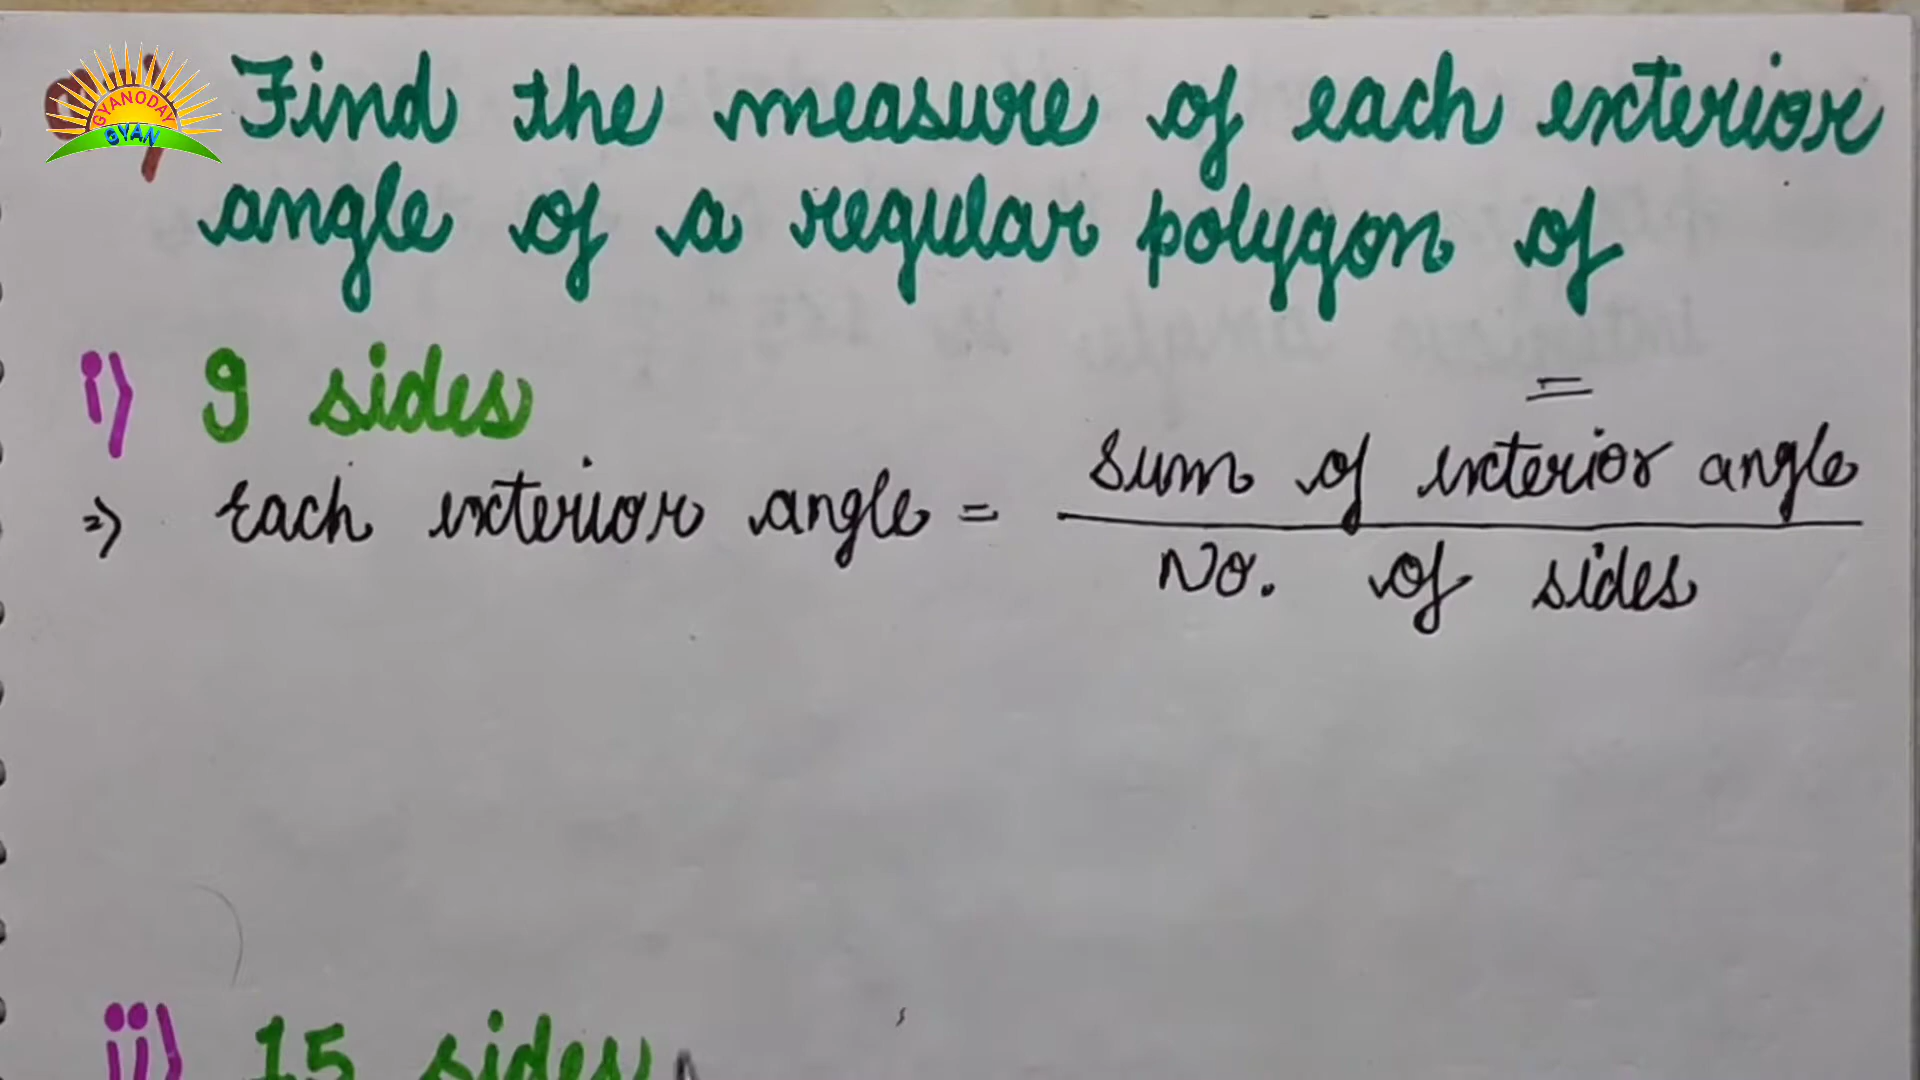 GYANODAY
GYAN
Find the measure of each exterior
angle of a regular polygon of
i) 9 sides
=
⇒ Each exterior angle = Sum of exterior angle
No. of sides
ii) 15 sides